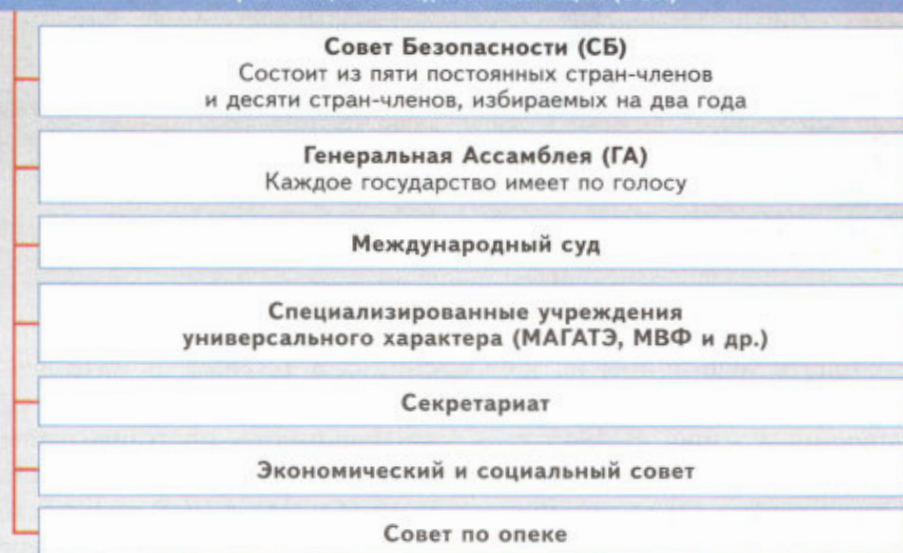 Совет Безопасности (СБ)
Состоит из пяти постоянных стран-членов
и десяти стран-членов, избираемых на два года
Генеральная Ассамблея (ГА)
Каждое государство имеет по голосу
Международный суд
Специализированные учреждения
универсального характера (МАГАТЭ, МВФ и др.)
Секретариат
Экономический и социальный совет
Совет по опеке